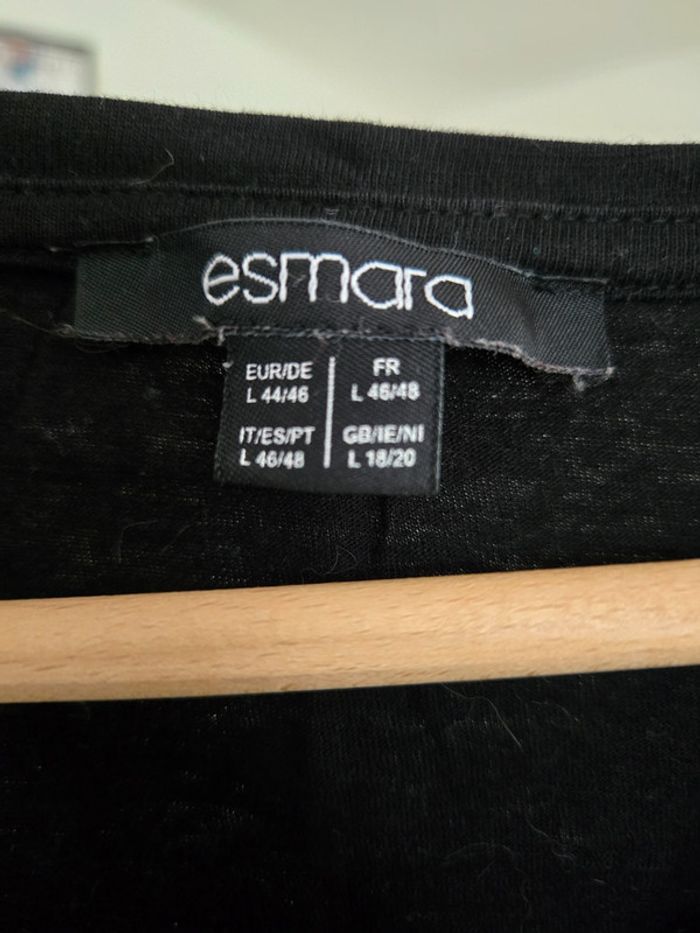 esmara
EUR/DE
L 44/46
FR
L 46/48
IT/ES/PT
L 46/48
GB/IE/NI
L 18/20